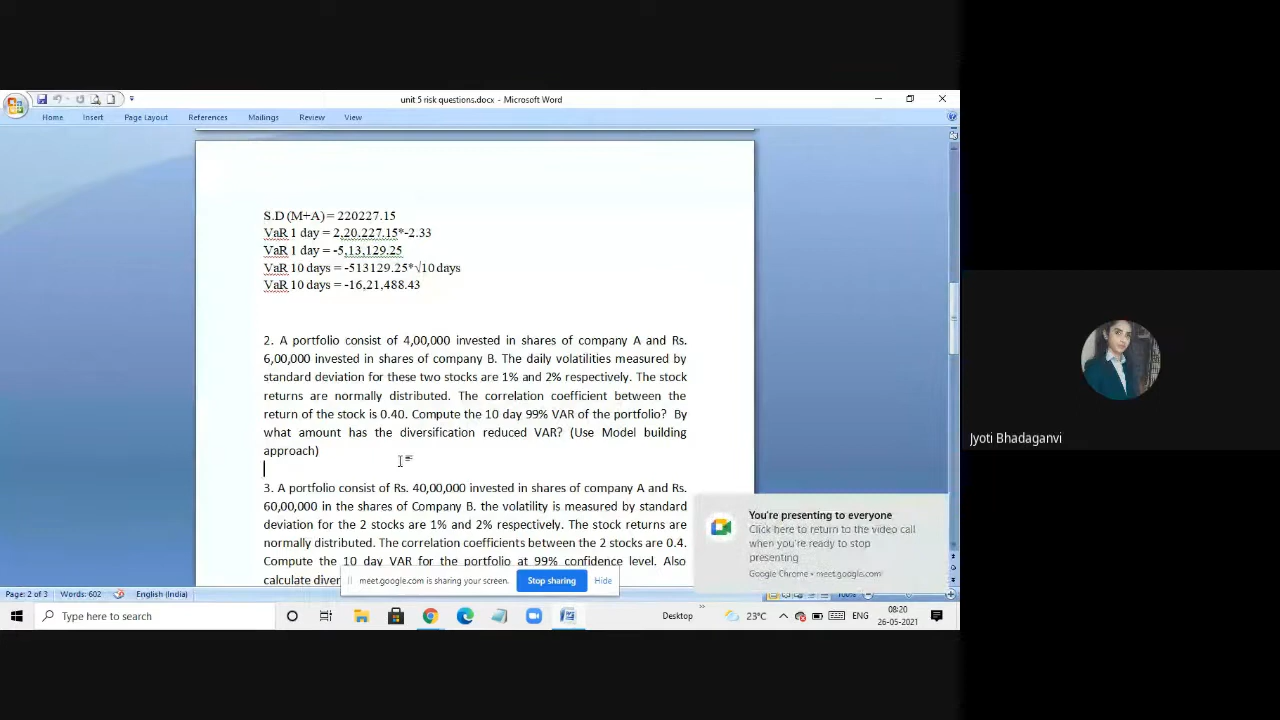 unit 5 risk questions.docx - Microsoft Word
Home Insert Page Layout References Mailings Review View
S.D (M+A) = 220227.15
VaR 1 day = 2,20.227.15*-2.33
VaR 1 day = -5,13,129.25
VaR 10 days = -513129.25*√10 days
VaR 10 days = -16,21,488.43
2. A portfolio consist of 4,00,000 invested in shares of company A and Rs.
6,00,000 invested in shares of company B. The daily volatilities measured by
standard deviation for these two stocks are 1% and 2% respectively. The stock
returns are normally distributed. The correlation coefficient between the
return of the stock is 0.40. Compute the 10 day 99% VAR of the portfolio? By
what amount has the diversification reduced VAR? (Use Model building
approach)
3. A portfolio consist of Rs. 40,00,000 invested in shares of company A and Rs.
60,00,000 in the shares of Company B. the volatility is measured by standard
deviation for the 2 stocks are 1% and 2% respectively. The stock returns are
normally distributed. The correlation coefficients between the 2 stocks are 0.4.
Compute the 10 day VAR for the portfolio at 99% confidence level. Also
calculate diver
Jyoti Bhadaganvi
You're presenting to everyone
Click here to return to the video call
when you're ready to stop
presenting
Google Chrome • meet.google.com
meet.google.com is sharing your screen. Stop sharing Hide
Page: 2 of 3 Words: 602 English (India)
100%
Type here to search
Desktop
23°C
ENG
08:20
26-05-2021